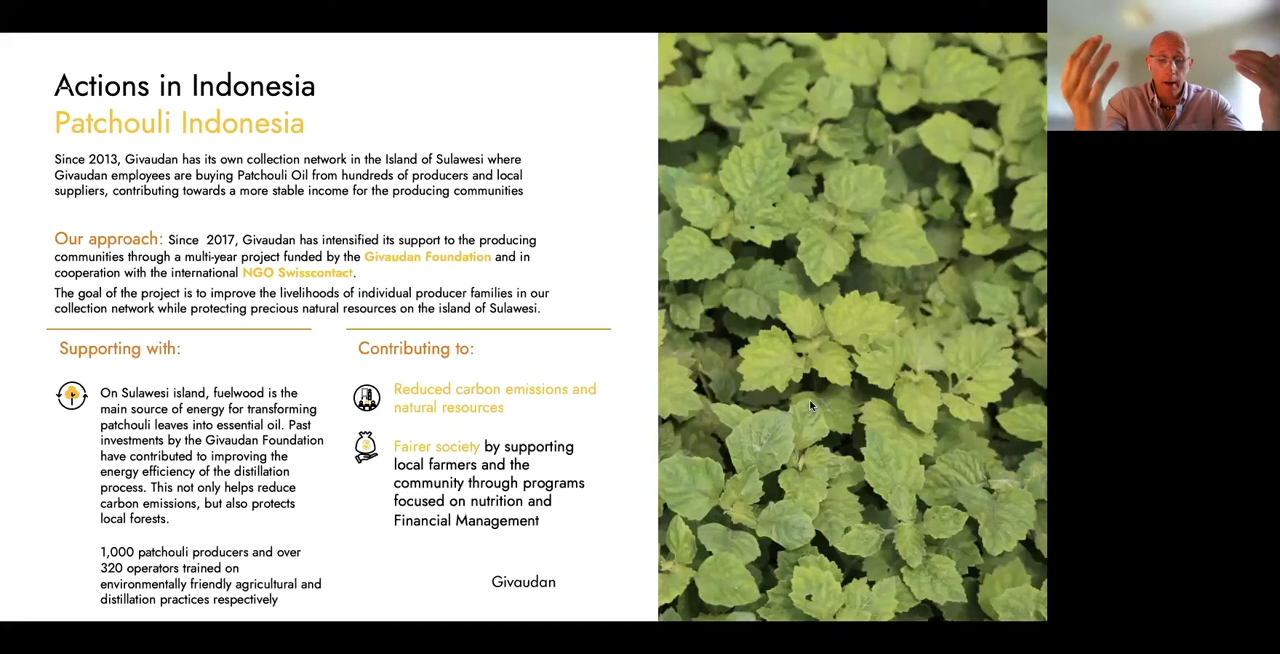 Actions in Indonesia
Patchouli Indonesia
Since 2013, Givaudan has its own collection network in the Island of Sulawesi where
Givaudan employees are buying Patchouli Oil from hundreds of producers and local
suppliers, contributing towards a more stable income for the producing communities
Our approach: Since 2017, Givaudan has intensified its support to the producing
communities through a multi-year project funded by the Givaudan Foundation and in
cooperation with the international NGO Swisscontact.
The goal of the project is to improve the livelihoods of individual producer families in our
collection network while protecting precious natural resources on the island of Sulawesi.
Supporting with:
On Sulawesi island, fuelwood is the
main source of energy for transforming
patchouli leaves into essential oil. Past
investments by the Givaudan Foundation
have contributed to improving the
energy efficiency of the distillation
process. This not only helps reduce
carbon emissions, but also protects
local forests.
1,000 patchouli producers and over
320 operators trained on
environmentally friendly agricultural and
distillation practices respectively
Contributing to:
Reduced carbon emissions and
natural resources
Fairer society by supporting
local farmers and the
community through programs
focused on nutrition and
Financial Management
Givaudan